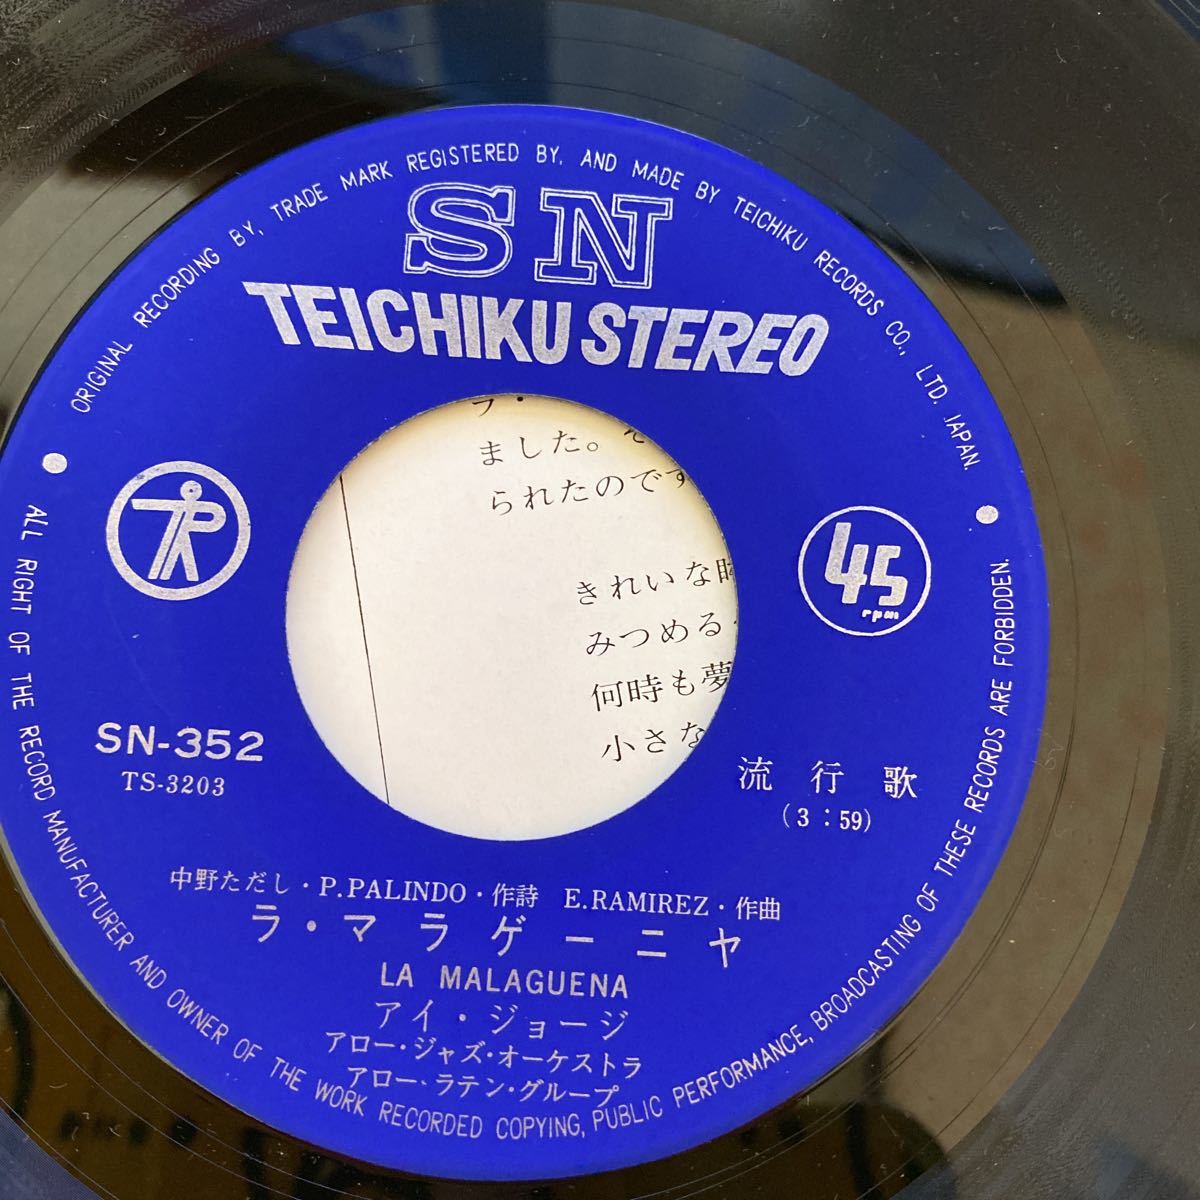 ORIGINAL RECORDING BY, TRADE MARK REGISTERED BY, AND MADE BY TEICHIKU RECORDS CO., LTD. JAPAN.
SN
TEICHIKU STEREO
ました。そ
られたのです
きれいな瞳
みつめる
何時も夢
小さな
45
rpm
SN-352
TS-3203
流行歌
(3:59)
中野ただし・P.PALINDO・作詩 E.RAMIREZ・作曲
ラ・マラゲーニヤ
LA MALAGUENA
アイ・ジョージ
アロー・ジャズ・オーケストラ
アロー・ラテン・グループ
ALL RIGHT OF THE RECORD MANUFACTURER AND OWNER OF THE WORK RECORDED COPYING, PUBLIC PERFORMANCE, BROADCASTING OF THESE RECORDS ARE FORBIDDEN.